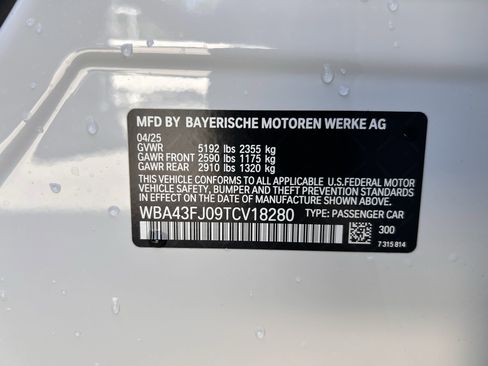 MFD BY BAYERISCHE MOTOREN WERKE AG
04/25
GVWR 5192 lbs 2355 kg
GAWR FRONT 2590 lbs 1175 kg
GAWR REAR 2910 lbs 1320 kg
THIS VEHICLE CONFORMS TO ALL APPLICABLE U.S. FEDERAL MOTOR
VEHICLE SAFETY, BUMPER AND THEFT PREVENTION STANDARDS
IN EFFECT ON THE DATE OF MANUFACTURE SHOWN ABOVE.
WBA43FJ09TCV18280 TYPE: PASSENGER CAR
300
7 315 814